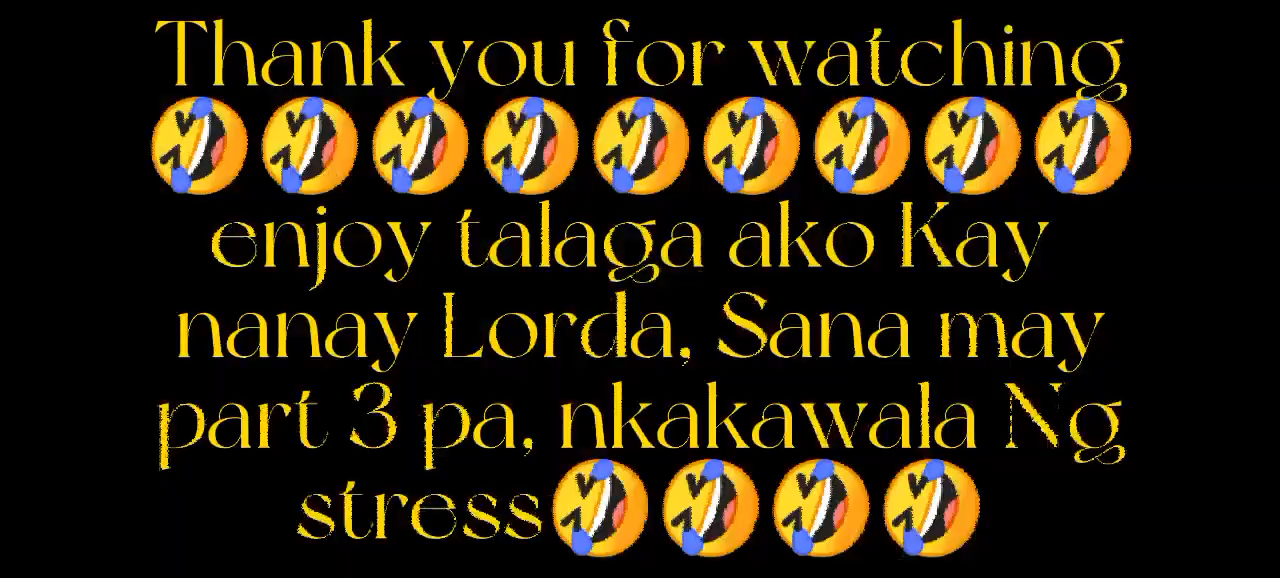 Thank you for watching
🤣🤣🤣🤣🤣🤣🤣🤣🤣
enjoy talaga ako Kay
nanay Lorda, Sana may
part 3 pa, nkakawala Ng
stress🤣🤣🤣🤣